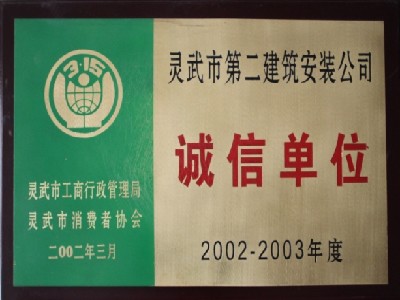 3·15
灵武市工商行政管理局
灵武市消费者协会
二00二年三月
灵武市第二建筑安装公司
诚信单位
2002-2003年度